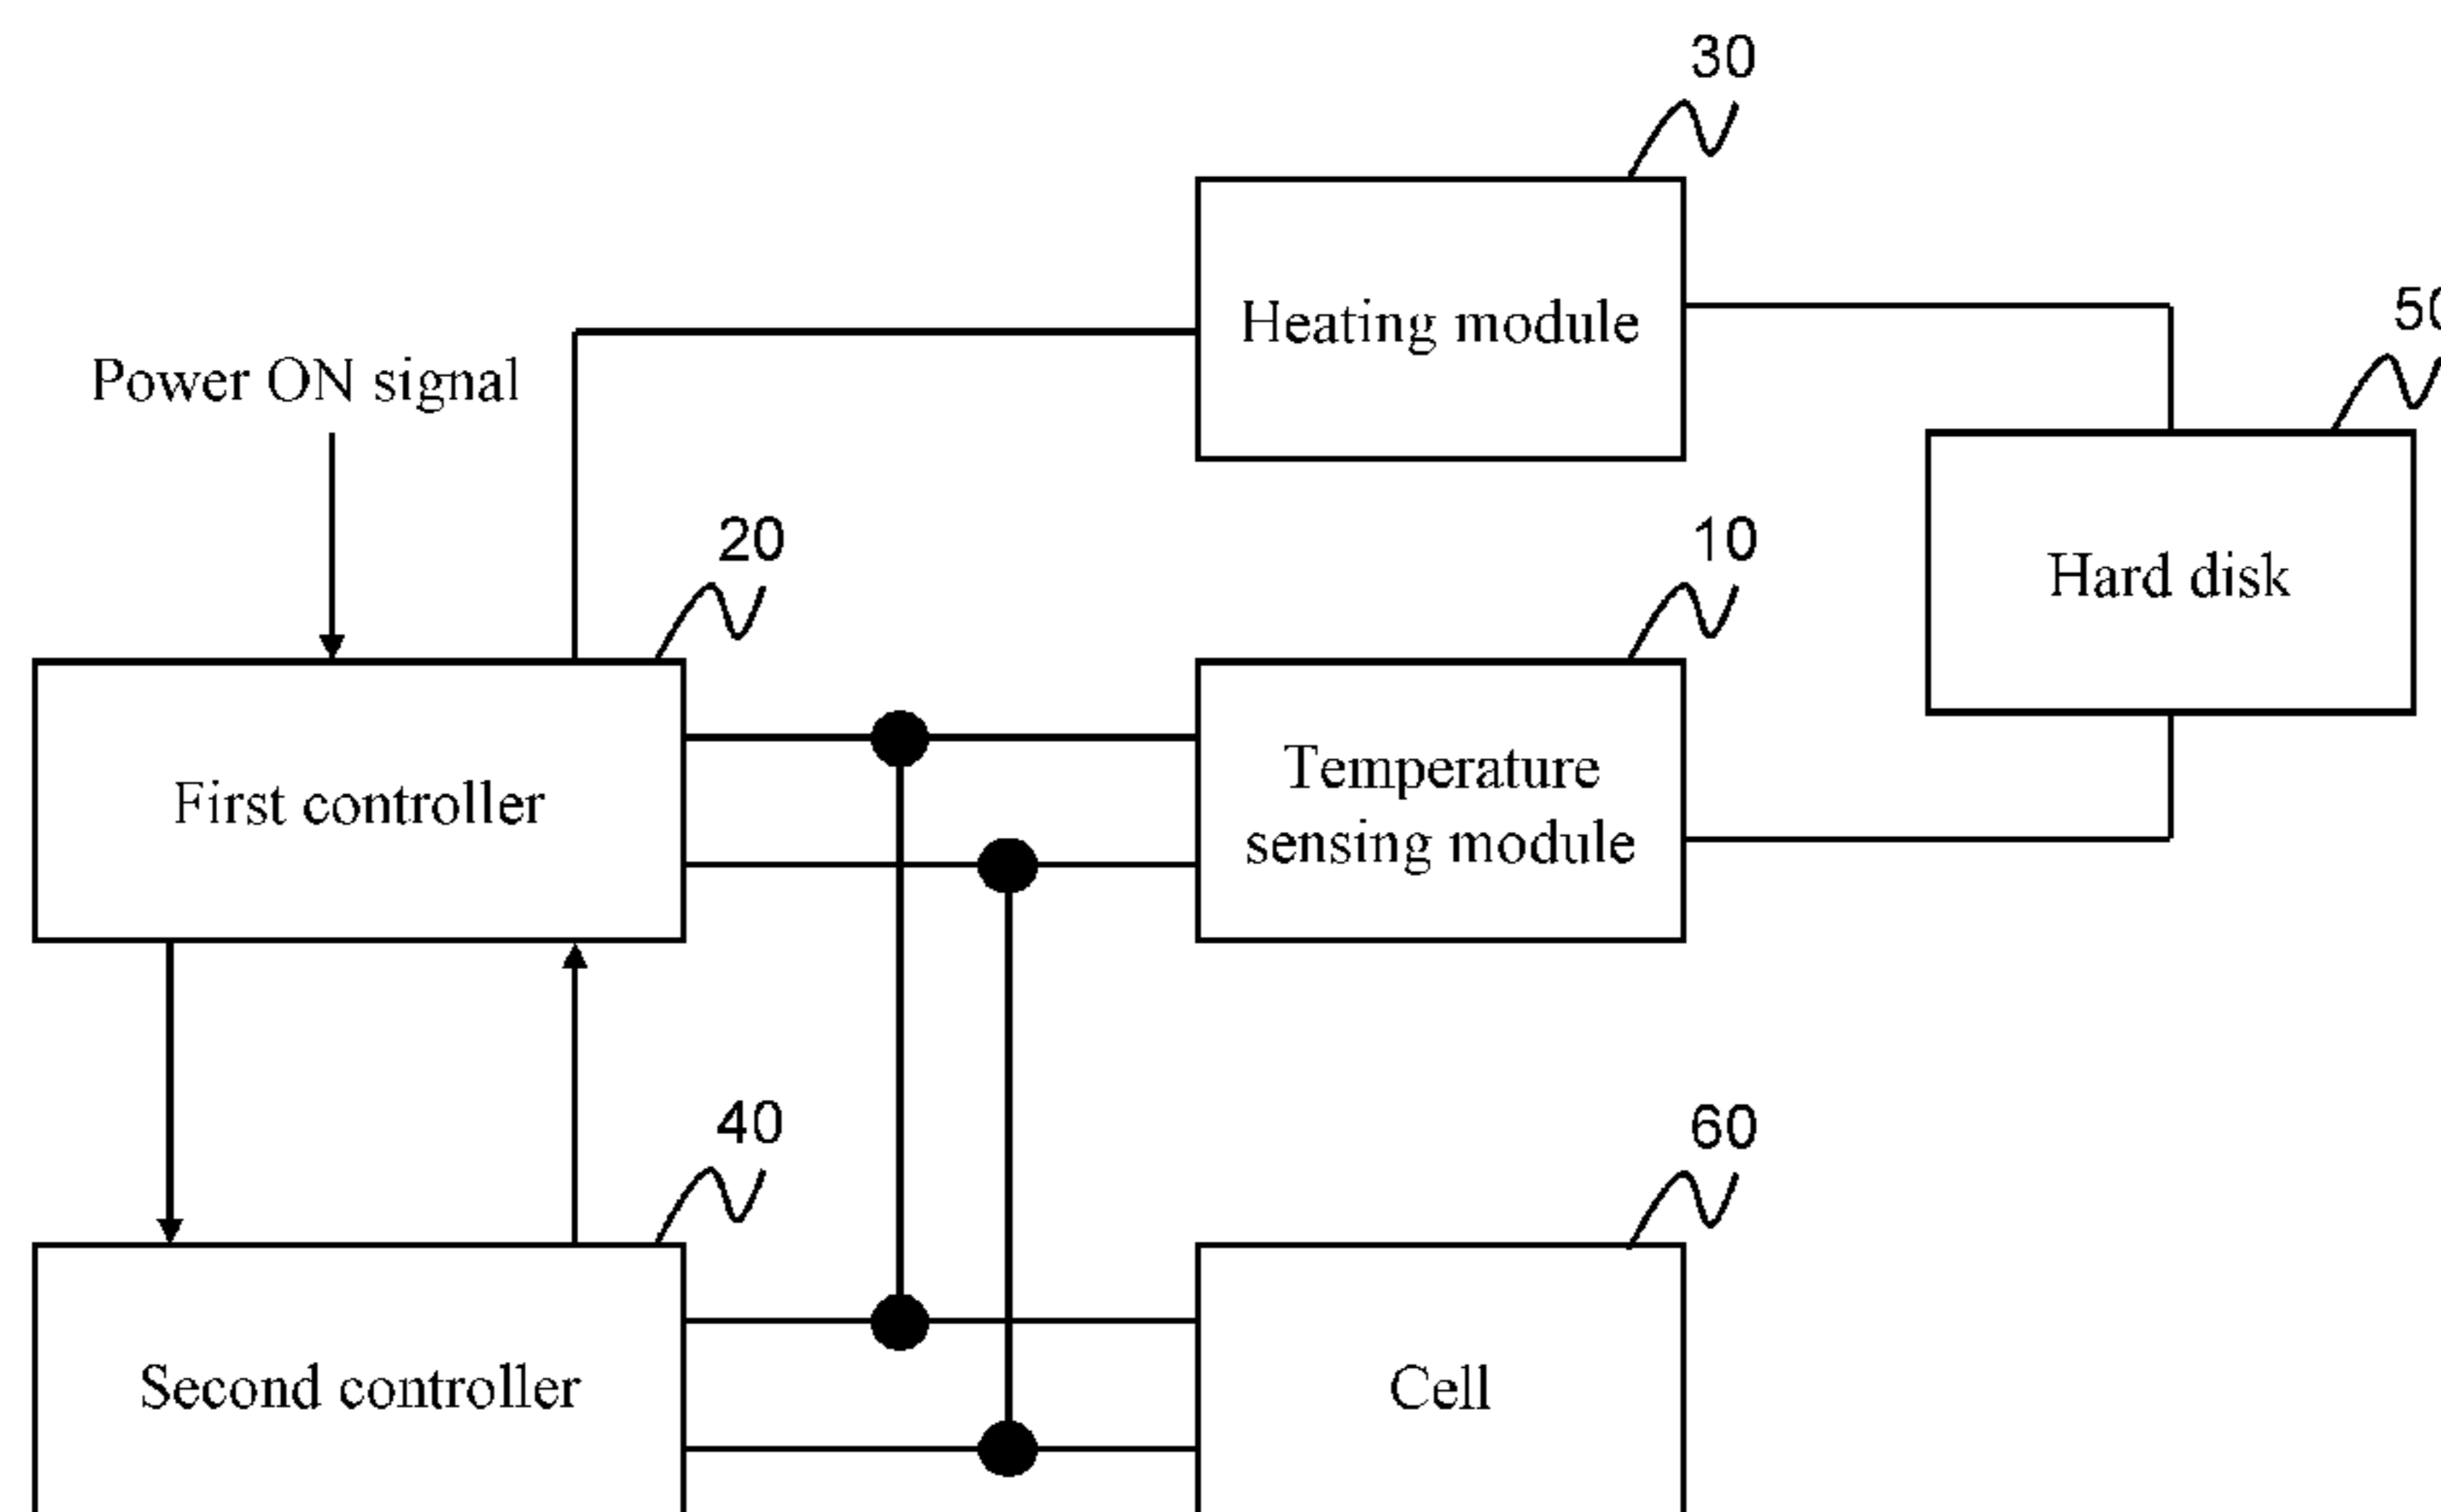 30
Heating module
50
Power ON signal
20
10
Hard disk
First controller
Temperature
sensing module
40
60
Second controller
Cell